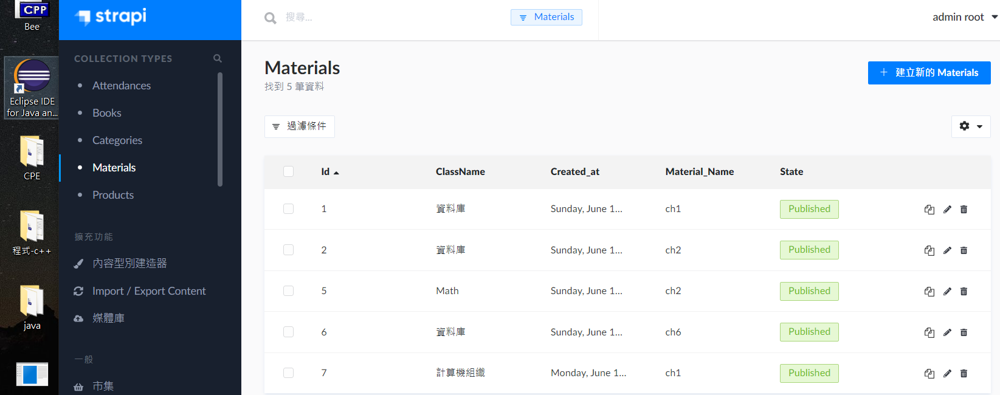 CPP
Bee
Eclipse IDE
for Java an...
CPE
程式-c++
java
strapi
COLLECTION TYPES
Attendances
Books
Categories
Materials
Products
擴充功能
內容型別建造器
Import / Export Content
媒體庫
一般
市集
搜尋...
Materials
admin root
Materials
找到 5 筆資料
+ 建立新的 Materials
過濾條件
Id ClassName Created_at Material_Name State
1 資料庫 Sunday, June 1... ch1 Published
2 資料庫 Sunday, June 1... ch2 Published
5 Math Sunday, June 1... ch2 Published
6 資料庫 Sunday, June 1... ch6 Published
7 計算機組織 Monday, June 1... ch1 Published